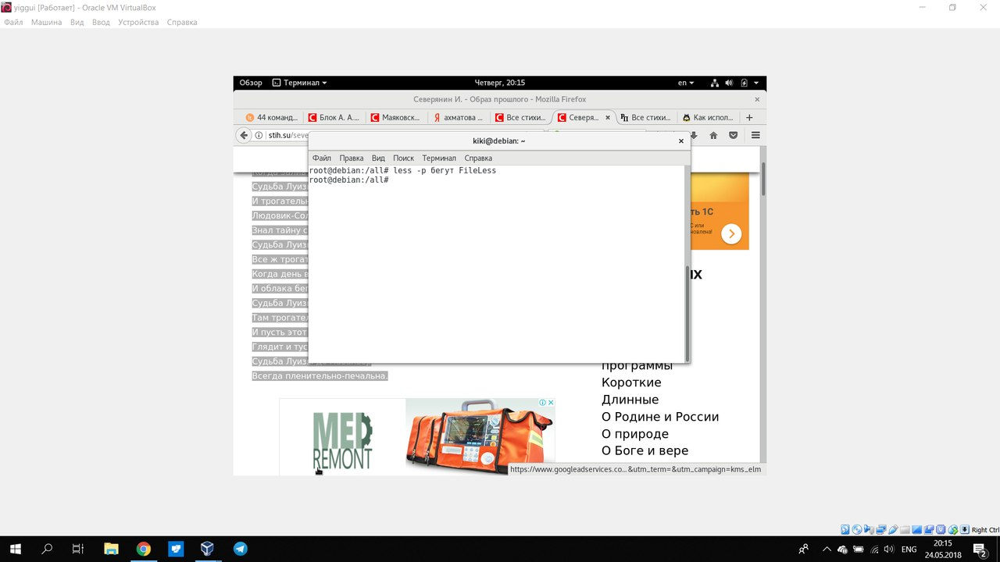 yiggui [Работает] - Oracle VM VirtualBox
Файл Машина Вид Ввод Устройства Справка
Обзор Терминал Четверг, 20:15 en
Северянин И. - Образ прошлого - Mozilla Firefox
44 команд... Блок А. А.... Маяковск... ахматова ... Все стихи... Северя... Все стихи... Как испол...
stih.su/seve
kiki@debian: ~
Файл Правка Вид Поиск Терминал Справка
root@debian:/all# less -p бегут FileLess
root@debian:/all#
Судьба Луиз
И трогательн
Людовик-Сол
Знал тайну с
Судьба Луиз
Все ж трогат
Когда день в
И облака бег
Судьба Луиз
Там трогател
И пусть этот
Глядит и тус
Судьба Луиз
Всегда пленительно-печальна.
ть 1С
С или
новлена!
ых
программы
Короткие
Длинные
О Родине и России
О природе
О Боге и вере
MED
REMONT
https://www.googleadservices.co...&utm_term=&utm_campaign=kms_elm
Right Ctrl
ENG
20:15
24.05.2018
2